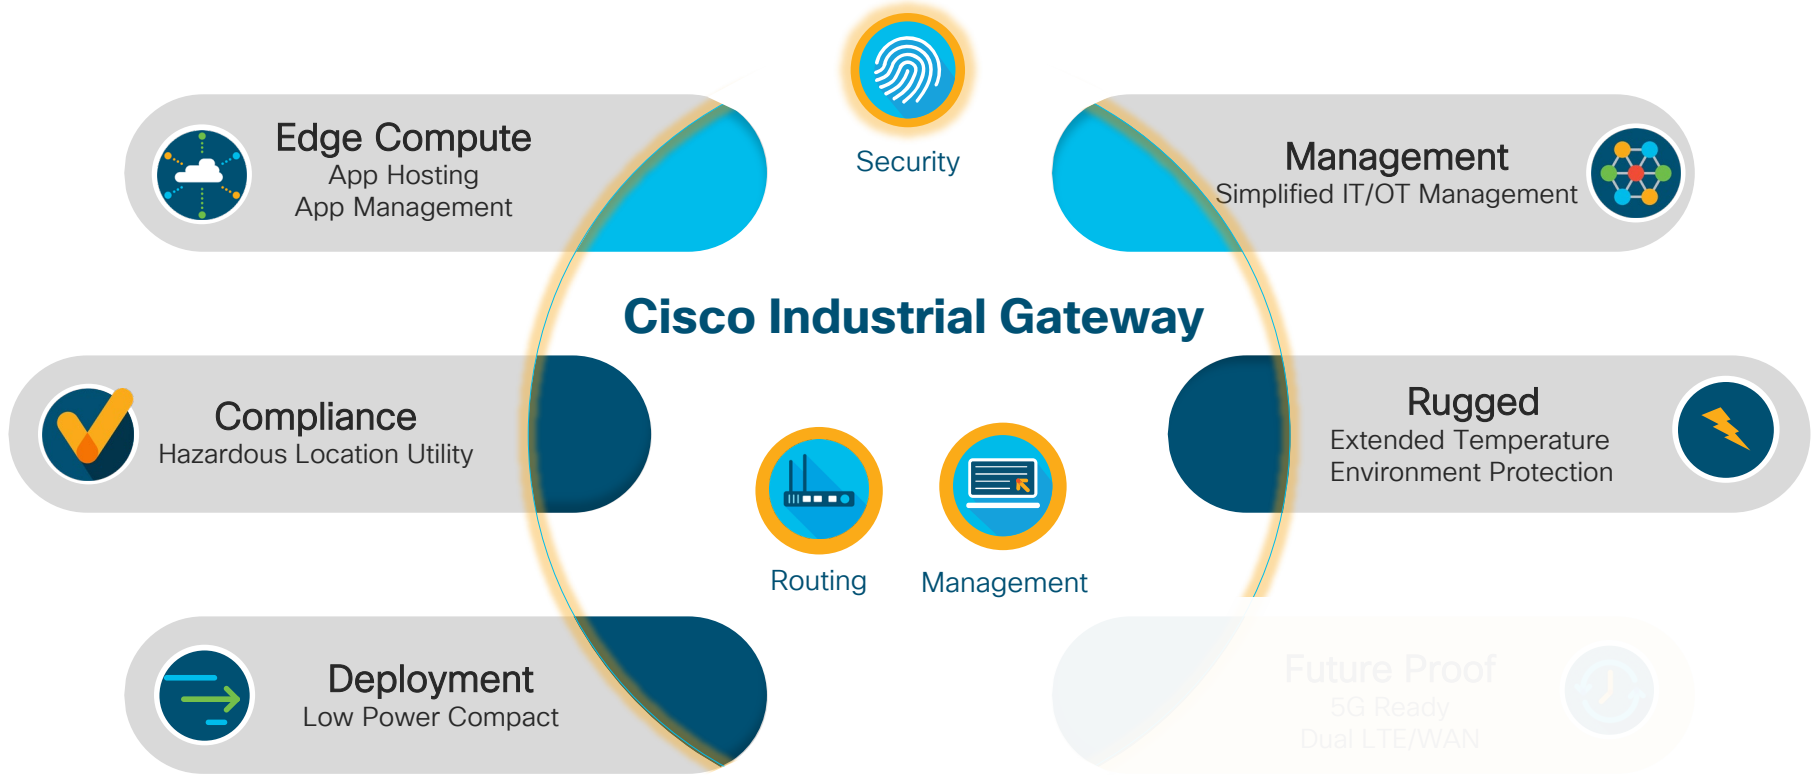 Security
Edge Compute
App Hosting
App Management
Management
Simplified IT/OT Management
Cisco Industrial Gateway
Compliance
Hazardous Location Utility
Rugged
Extended Temperature
Environment Protection
Routing
Management
Deployment
Low Power Compact
Future Proof
5G Ready
Dual LTE/WAN